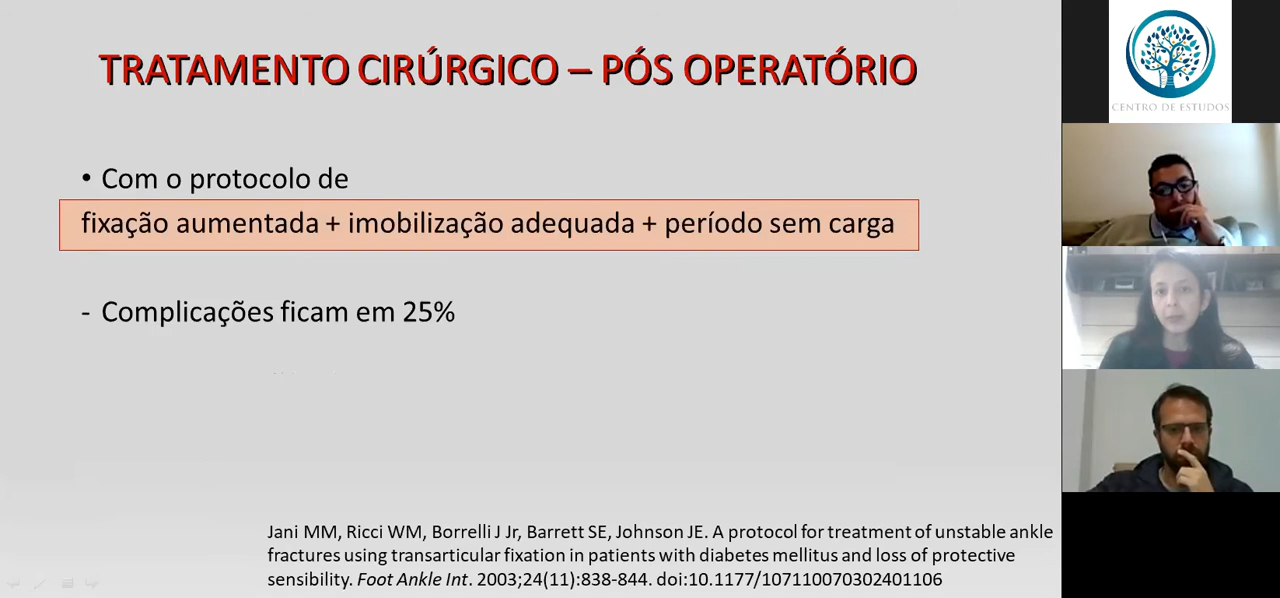 TRATAMENTO CIRÚRGICO – PÓS OPERATÓRIO
CENTRO DE ESTUDOS
• Com o protocolo de
fixação aumentada + imobilização adequada + período sem carga
- Complicações ficam em 25%
Jani MM, Ricci WM, Borrelli J Jr, Barrett SE, Johnson JE. A protocol for treatment of unstable ankle
fractures using transarticular fixation in patients with diabetes mellitus and loss of protective
sensibility. Foot Ankle Int. 2003;24(11):838-844. doi:10.1177/107110070302401106